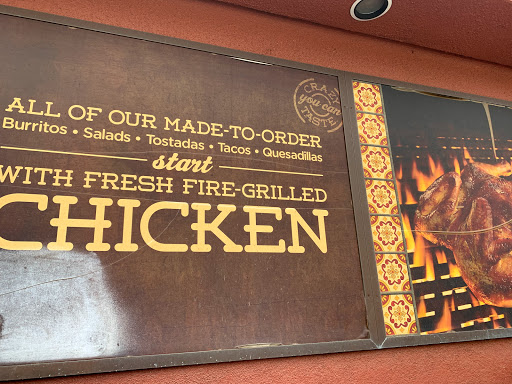 ALL OF OUR MADE-TO-ORDER
Burritos • Salads • Tostadas • Tacos • Quesadillas
start
WITH FRESH FIRE-GRILLED
CHICKEN
CRAFT
you can
TASTE